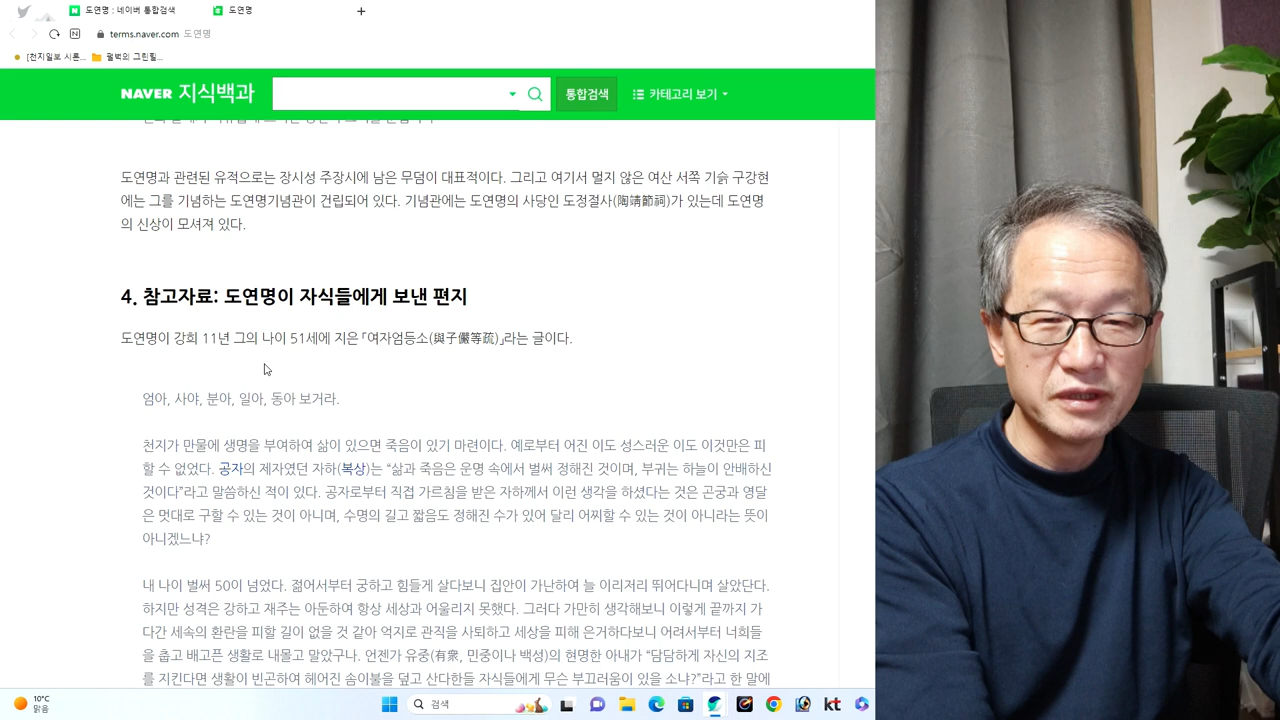 도연명 : 네이버 통합검색
도연명
terms.naver.com 도연명
[천지일보 시론...
펄벅의 그린힐...
NAVER 지식백과
통합검색
카테고리 보기
도연명과 관련된 유적으로는 장시성 주장시에 남은 무덤이 대표적이다. 그리고 여기서 멀지 않은 여산 서쪽 기슭 구강현
에는 그를 기념하는 도연명기념관이 건립되어 있다. 기념관에는 도연명의 사당인 도정절사(陶靖節祠)가 있는데 도연명
의 신상이 모셔져 있다.
4. 참고자료: 도연명이 자식들에게 보낸 편지
도연명이 강희 11년 그의 나이 51세에 지은 「여자엄등소(與子儼等疏)」라는 글이다.
엄아, 사야, 분아, 일아, 동아 보거라.
천지가 만물에 생명을 부여하여 삶이 있으면 죽음이 있기 마련이다. 예로부터 어진 이도 성스러운 이도 이것만은 피
할 수 없었다. 공자의 제자였던 자하(복상)는 “삶과 죽음은 운명 속에서 벌써 정해진 것이며, 부귀는 하늘이 안배하신
것이다”라고 말씀하신 적이 있다. 공자로부터 직접 가르침을 받은 자하께서 이런 생각을 하셨다는 것은 곤궁과 영달
은 멋대로 구할 수 있는 것이 아니며, 수명의 길고 짧음도 정해진 수가 있어 달리 어찌할 수 있는 것이 아니라는 뜻이
아니겠느냐?
내 나이 벌써 50이 넘었다. 젊어서부터 궁하고 힘들게 살다보니 집안이 가난하여 늘 이리저리 뛰어다니며 살았단다.
하지만 성격은 강하고 재주는 아둔하여 항상 세상과 어울리지 못했다. 그러다 가만히 생각해보니 이렇게 끝까지 가
다간 세속의 환란을 피할 길이 없을 것 같아 억지로 관직을 사퇴하고 세상을 피해 은거하다보니 어려서부터 너희들
을 춥고 배고픈 생활로 내몰고 말았구나. 언젠가 유중(有衆, 민중이나 백성)의 현명한 아내가 “담담하게 자신의 지조
를 지킨다면 생활이 빈곤하여 헤어진 솜이불을 덮고 산다한들 자식들에게 무슨 부끄러움이 있을 소냐?”라고 한 말에
10°C
맑음
검색
kt